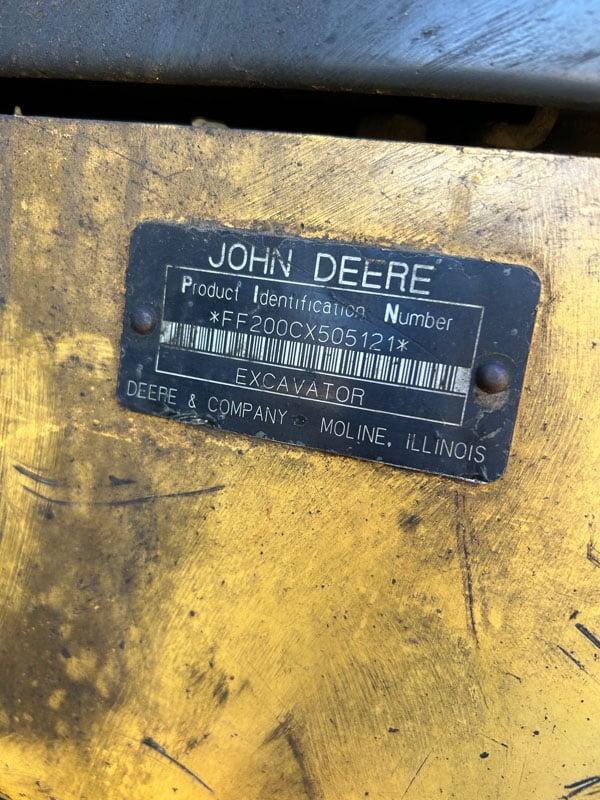 JOHN DEERE
Product Identification Number
*FF200CX505121*
EXCAVATOR
DEERE & COMPANY MOLINE, ILLINOIS